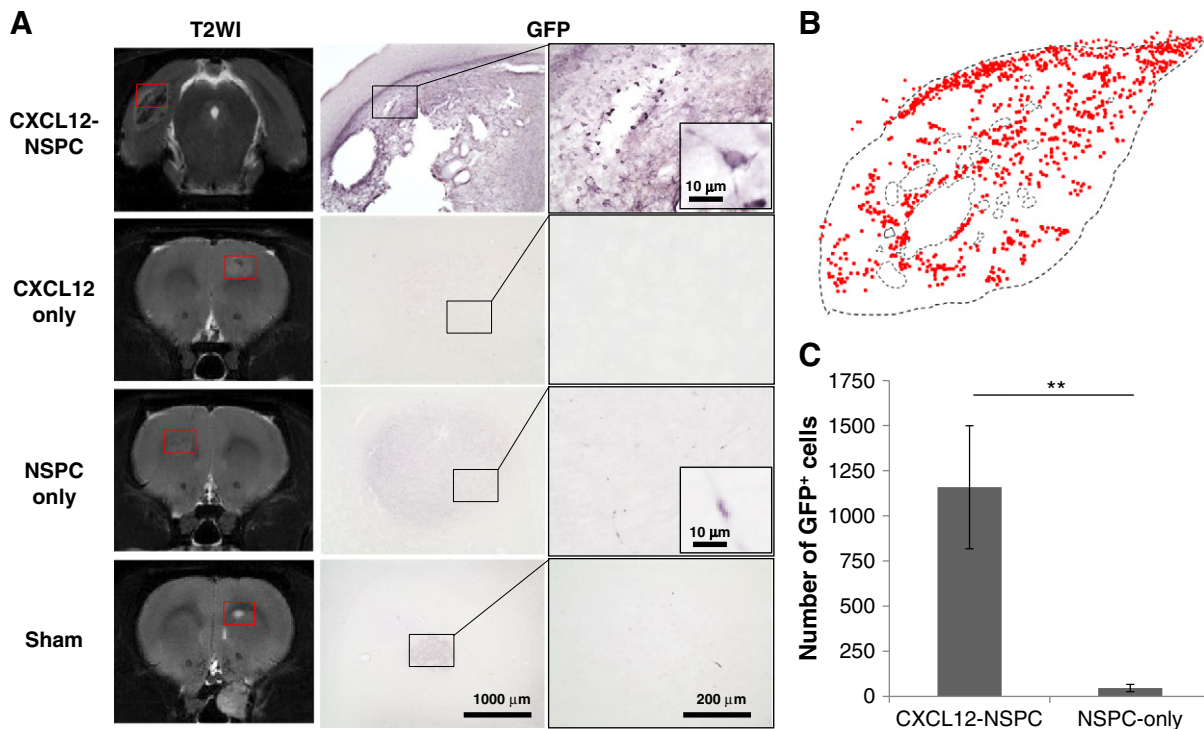 A
T2WI
GFP
CXCL12-
NSPC
10 μm
CXCL12
only
NSPC
only
10 μm
Sham
1000 μm
200 μm
B
C
Number of GFP+ cells
1750
1500
1250
1000
750
500
250
0
**
CXCL12-NSPC
NSPC-only